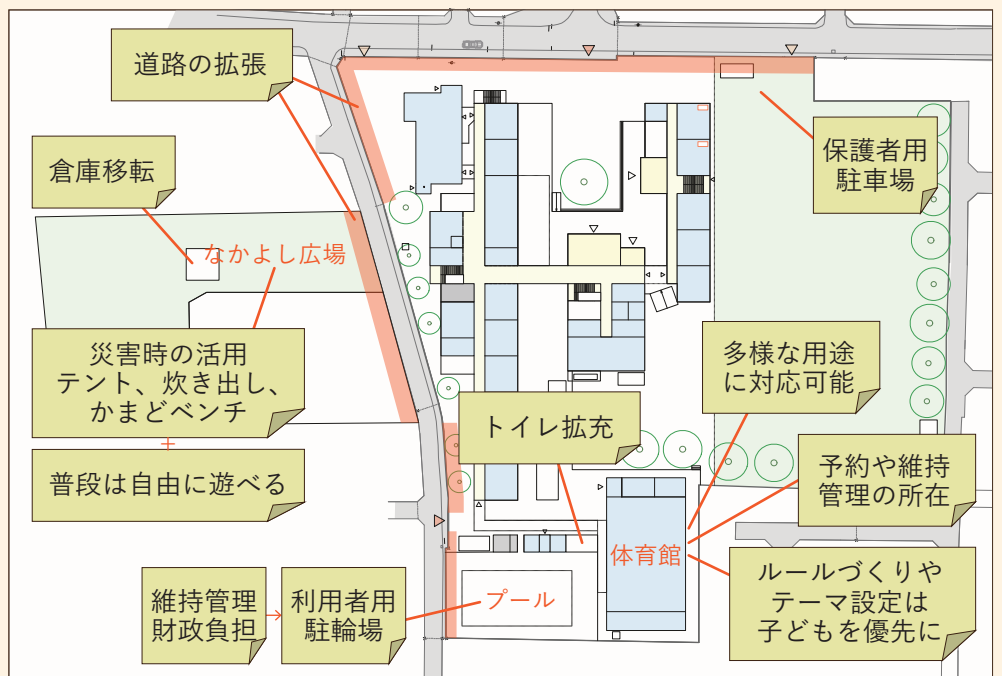 道路の拡張
倉庫移転
保護者用
駐車場
なかよし広場
災害時の活用
テント、炊き出し、
かまどベンチ
+
普段は自由に遊べる
多様な用途
に対応可能
トイレ拡充
予約や維持
管理の所在
体育館
ルールづくりや
テーマ設定は
子どもを優先に
維持管理
財政負担
→
利用者用
駐輪場
プール